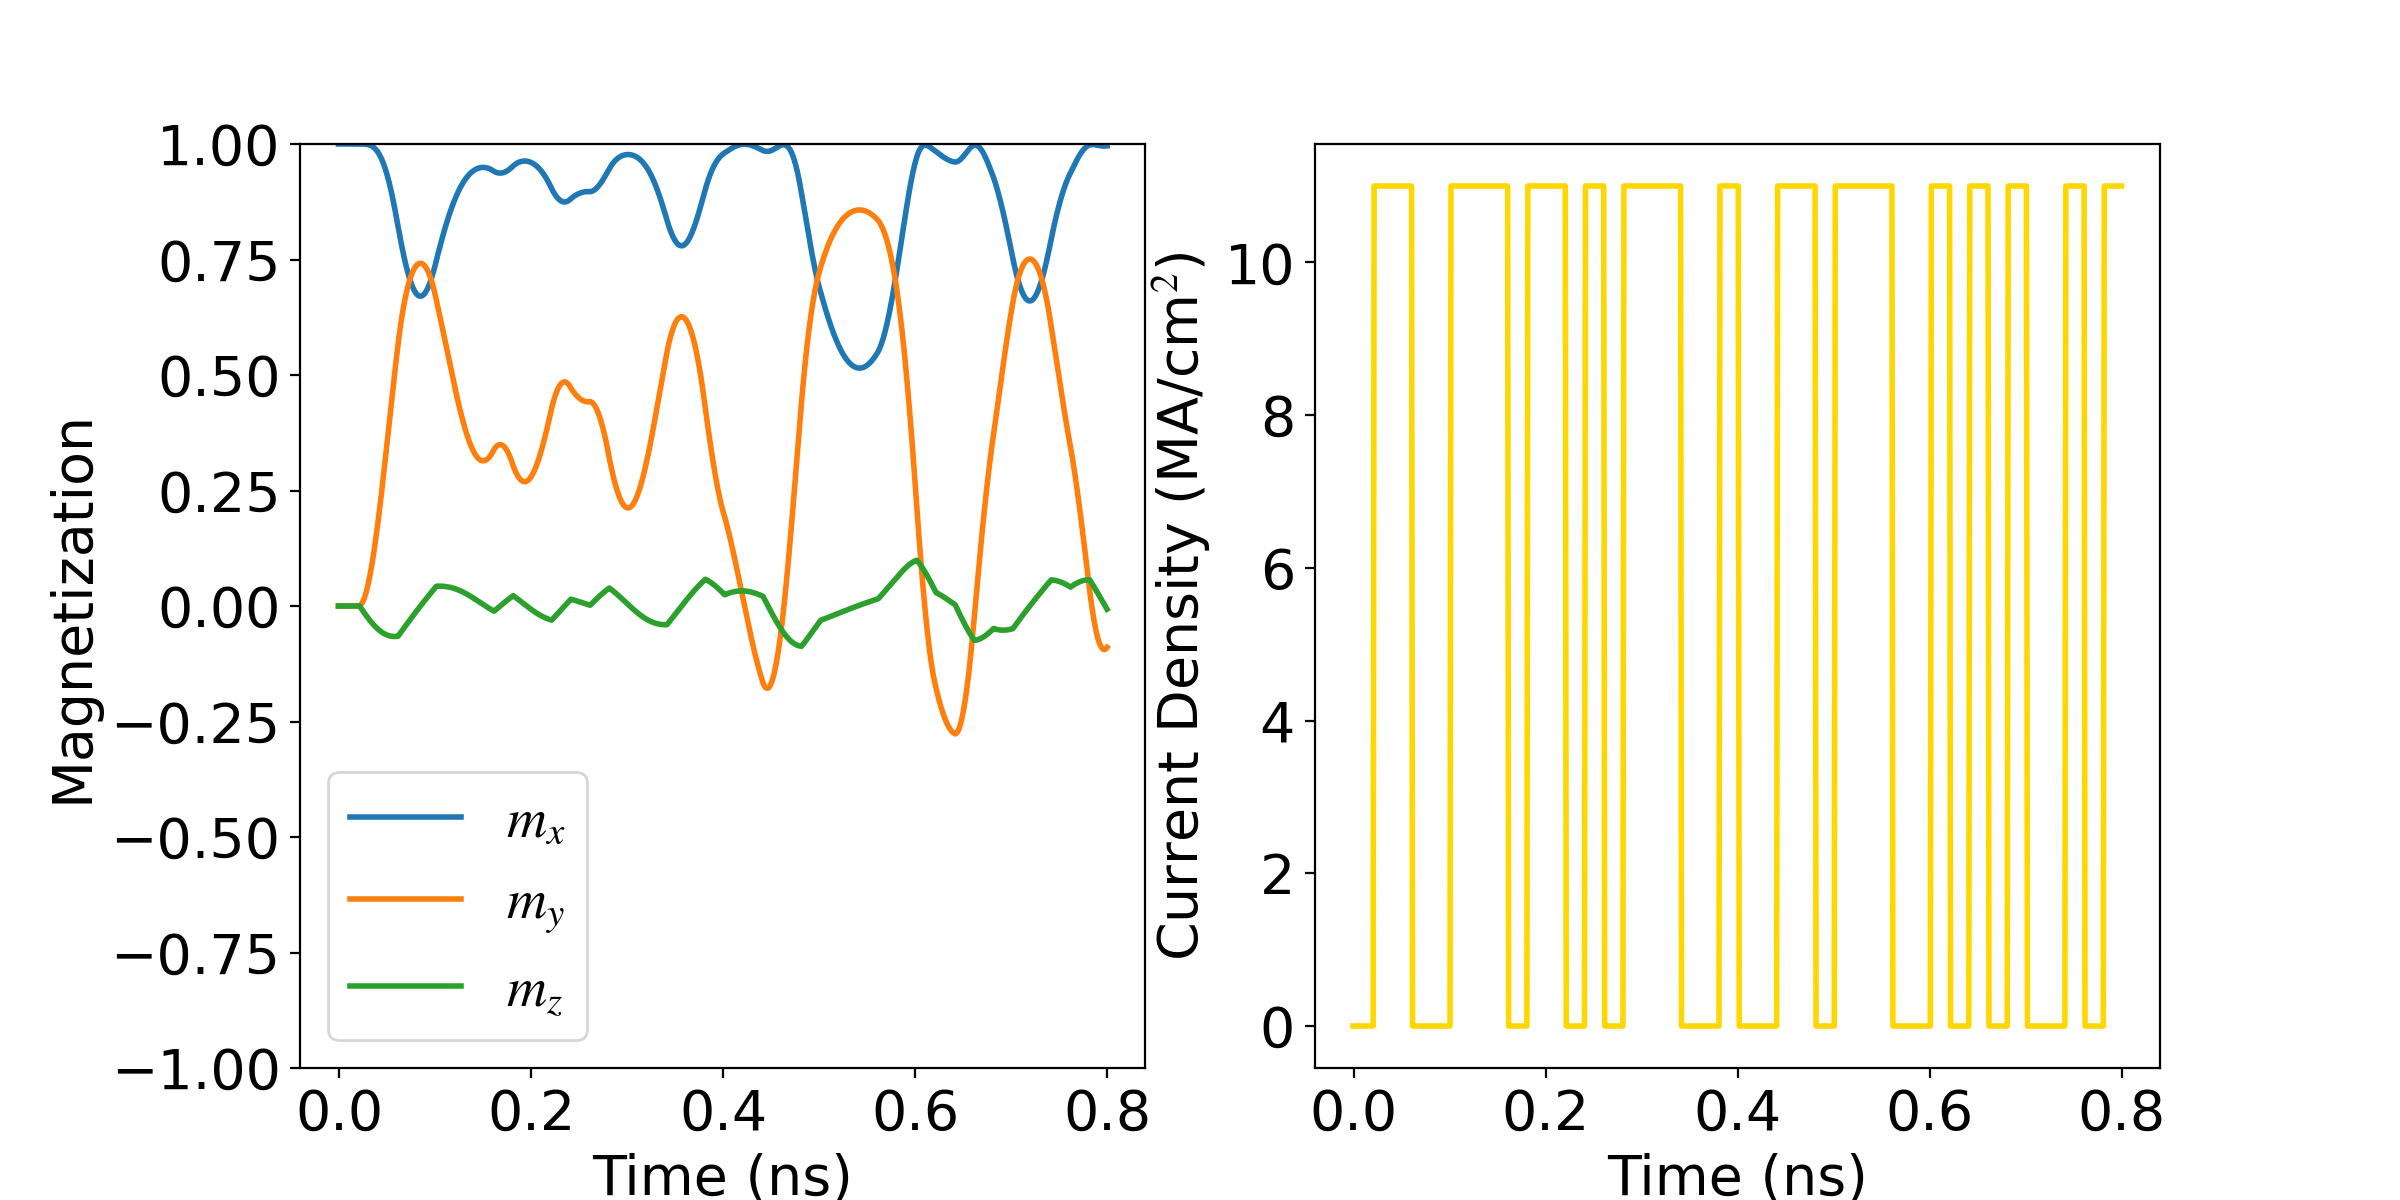 Magnetization
1.00
0.75
0.50
0.25
0.00
−0.25
−0.50
−0.75
−1.00
m_x
m_y
m_z
0.0 0.2 0.4 0.6 0.8
Time (ns)
Current Density (MA/cm²)
10
8
6
4
2
0
0.0 0.2 0.4 0.6 0.8
Time (ns)